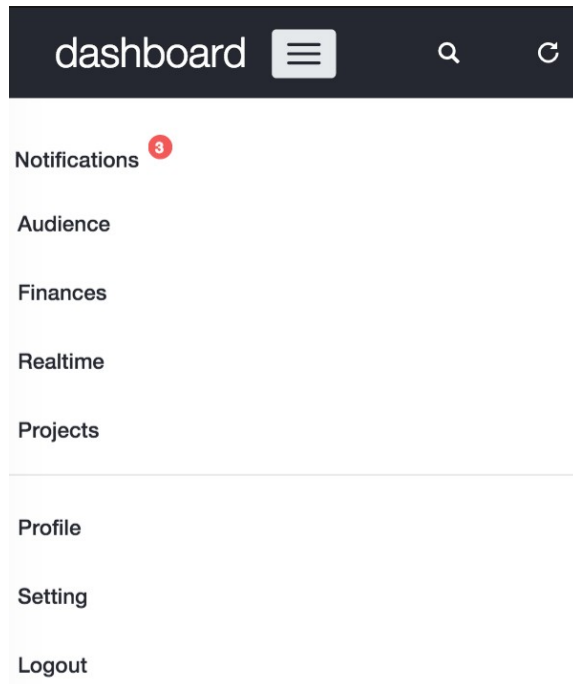 dashboard
Notifications 3
Audience
Finances
Realtime
Projects
Profile
Setting
Logout